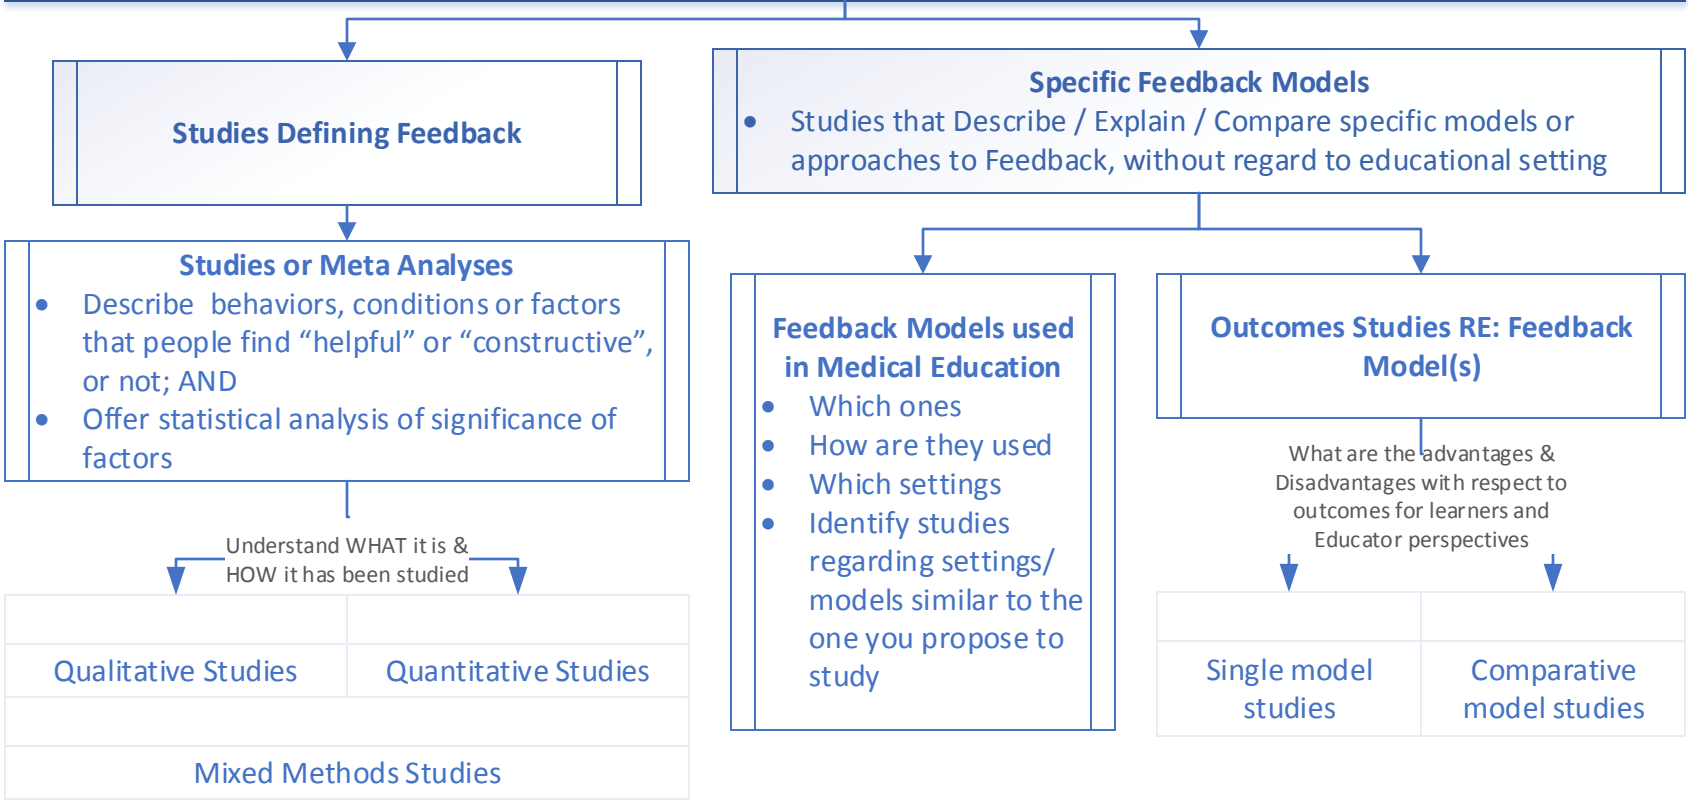 Studies Defining Feedback
Specific Feedback Models
• Studies that Describe / Explain / Compare specific models or
approaches to Feedback, without regard to educational setting
Studies or Meta Analyses
• Describe  behaviors, conditions or factors
that people find “helpful” or “constructive”,
or not; AND
• Offer statistical analysis of significance of
factors
Understand WHAT it is &
HOW it has been studied
Qualitative Studies
Quantitative Studies
Mixed Methods Studies
Feedback Models used
in Medical Education
• Which ones
• How are they used
• Which settings
• Identify studies
regarding settings/
models similar to the
one you propose to
study
Outcomes Studies RE: Feedback
Model(s)
What are the advantages &
Disadvantages with respect to
outcomes for learners and
Educator perspectives
Single model
studies
Comparative
model studies